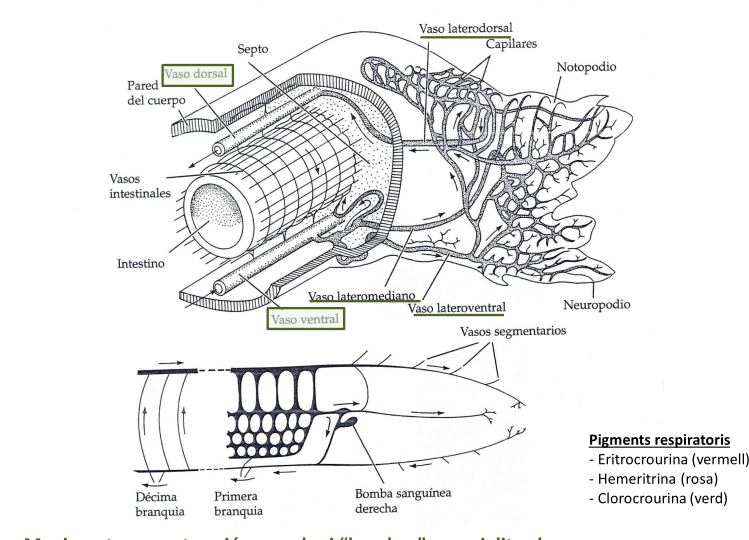 Vaso laterodorsal
Capilares
Septo
Notopodio
Vaso dorsal
Pared
del cuerpo
Vasos
intestinales
Intestino
Vaso lateromediano
Vaso lateroventral
Neuropodio
Vaso ventral
Vasos segmentarios
Pigments respiratoris
- Eritrocrourina (vermell)
- Hemeritrina (rosa)
- Clorocrourina (verd)
Décima
branquia
Primera
branquia
Bomba sanguínea
derecha